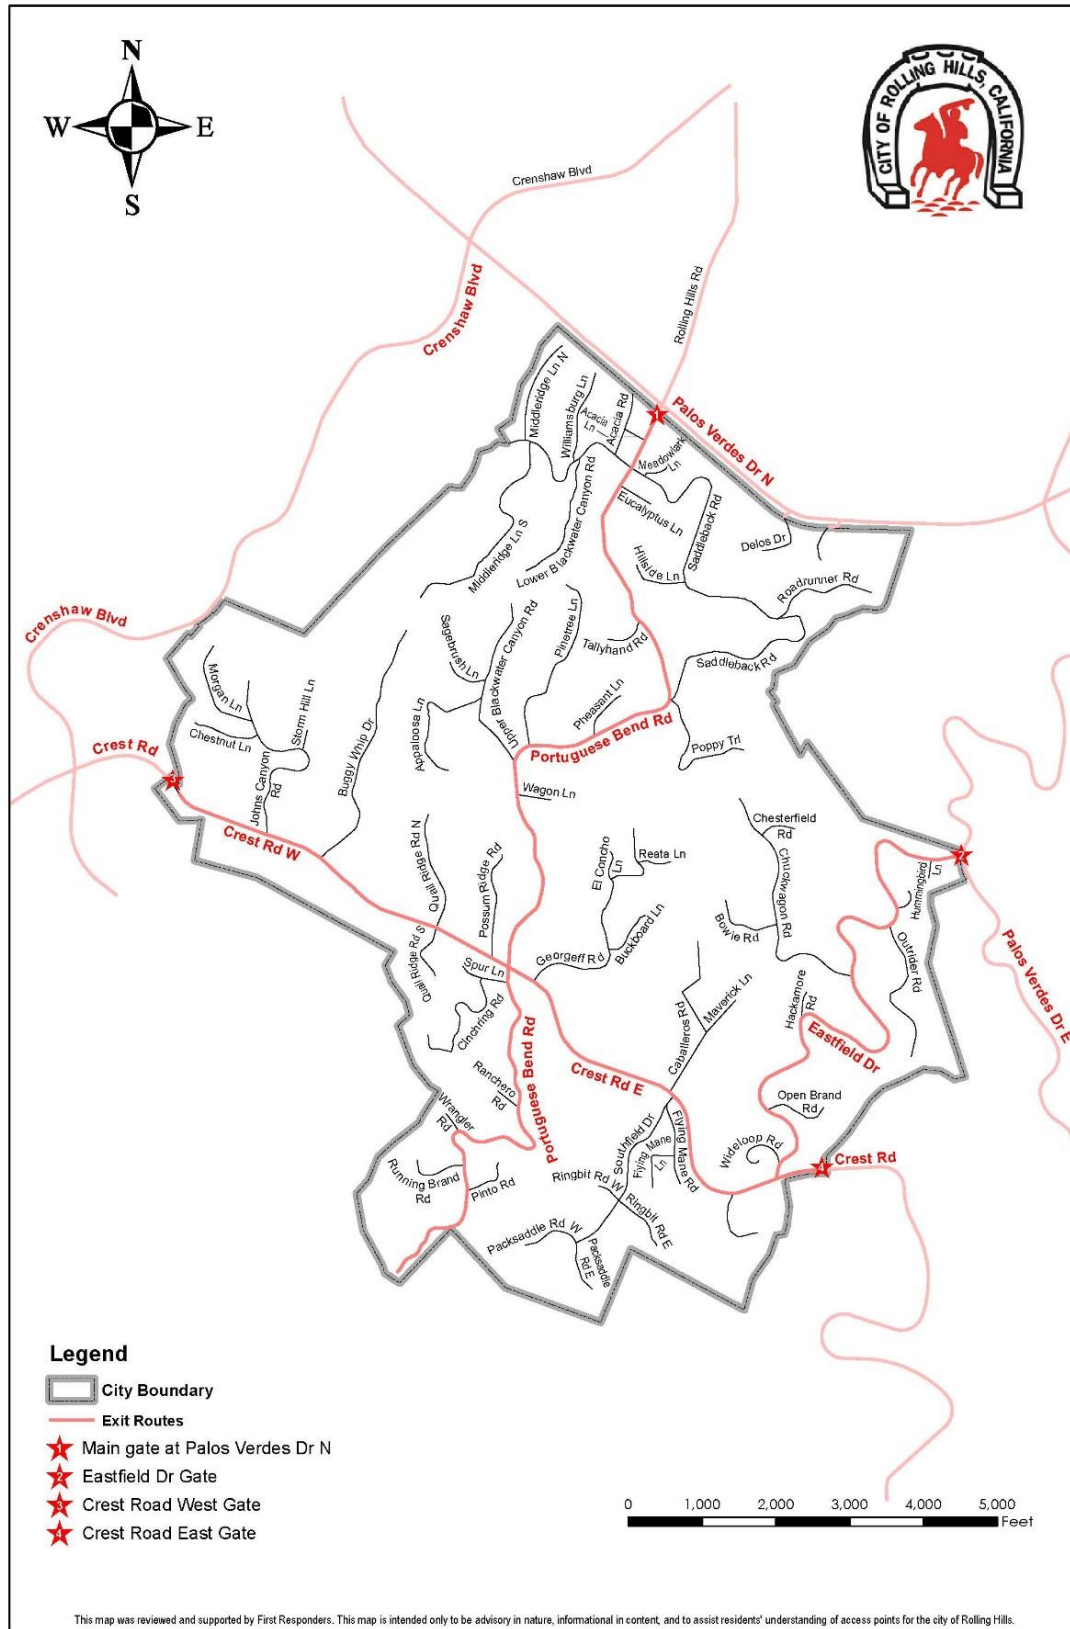 N
W
E
S
CITY OF ROLLING HILLS, CALIFORNIA
Crenshaw Blvd
Crenshaw Blvd
Rolling Hills Rd
Middleridge Ln N
Williamsburg Ln
Acacia
Ln
Acacia Rd
1
Palos Verdes Dr N
Meadowlark
Ln
Eucalyptus Ln
Saddleback Rd
Lower Blackwater Canyon Rd
Middleridge Ln S
Delos Dr
Hillside Ln
Roadrunner Rd
Crenshaw Blvd
Sagebrush Ln
Upper Blackwater Canyon Rd
Pinetree Ln
Tallyhand Rd
Saddleback Rd
Morgan Ln
Storm Hill Ln
Chestnut Ln
Crest Rd
3
Johns Canyon
Rd
Buggy Whip Dr
Appaloosa Ln
Pheasant Ln
Portuguese Bend Rd
Poppy Trl
Wagon Ln
Crest Rd W
Quail Ridge Rd N
Possum Ridge Rd
El Concho
Ln
Reata Ln
Chesterfield
Rd
Chuckwagon Rd
2
Hummingbird
Ln
Quail Ridge Rd S
Spur Ln
Georgeff Rd
Buckboard Ln
Bowie Rd
Outrider Rd
Palos Verdes Dr E
Cinchring Rd
Portuguese Bend Rd
Caballeros Rd
Maverick Ln
Hackamore
Rd
Eastfield Dr
Crest Rd E
Ranchero
Rd
Wrangler
Rd
Open Brand
Rd
Southfield Dr
Flying Mane
Ln
Flying Mane Rd
Wideloop Rd
4
Crest Rd
Running Brand
Rd
Pinto Rd
Ringbit Rd W
Ringbit Rd E
Packsaddle Rd W
Packsaddle
Rd E
Legend
City Boundary
Exit Routes
1 Main gate at Palos Verdes Dr N
2 Eastfield Dr Gate
3 Crest Road West Gate
4 Crest Road East Gate
0 1,000 2,000 3,000 4,000 5,000
Feet
This map was reviewed and supported by First Responders. This map is intended only to be advisory in nature, informational in content, and to assist residents' understanding of access points for the city of Rolling Hills.